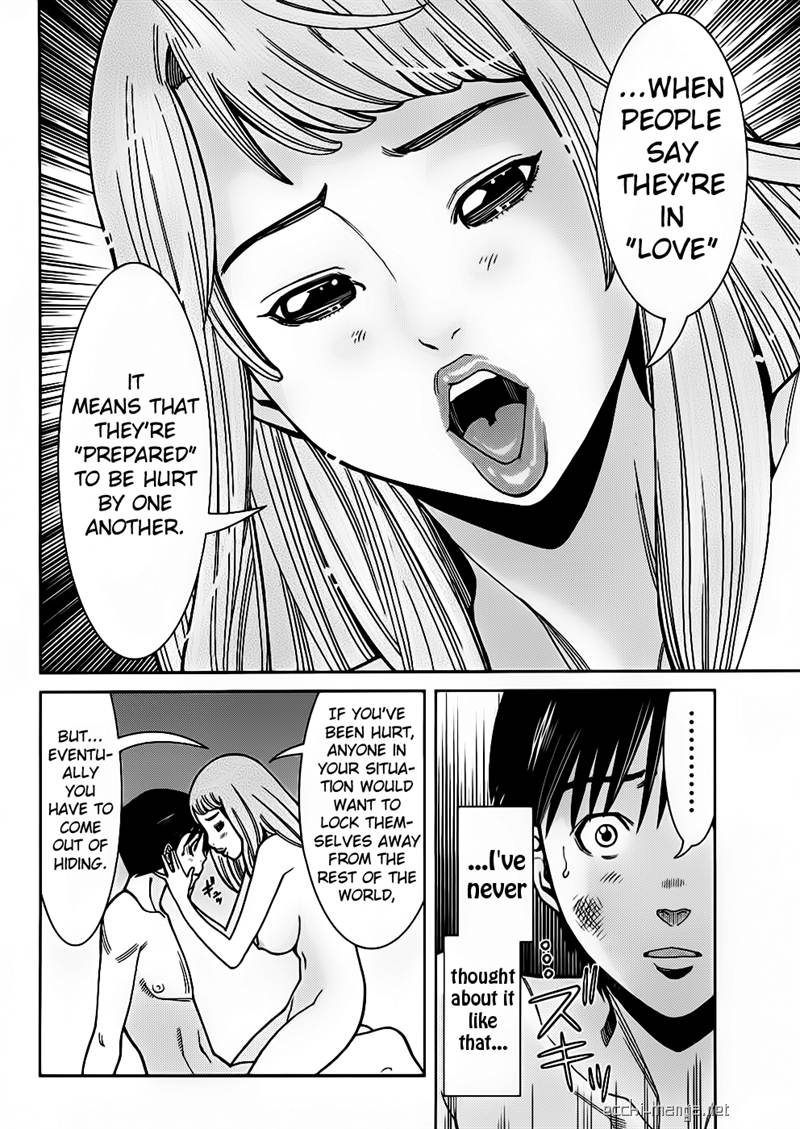 ...WHEN
PEOPLE
SAY
THEY'RE
IN
"LOVE"
IT
MEANS THAT
THEY'RE
"PREPARED"
TO BE HURT
BY ONE
ANOTHER.
.........
...I've
never
thought
about it
like
that...
ズキッ
IF YOU'VE
BEEN HURT,
ANYONE IN
YOUR SITUA-
TION WOULD
WANT TO
LOCK THEM-
SELVES AWAY
FROM THE
REST OF THE
WORLD,
BUT...
EVENTU-
ALLY YOU
HAVE TO
COME
OUT OF
HIDING.
ecchi-manga.net